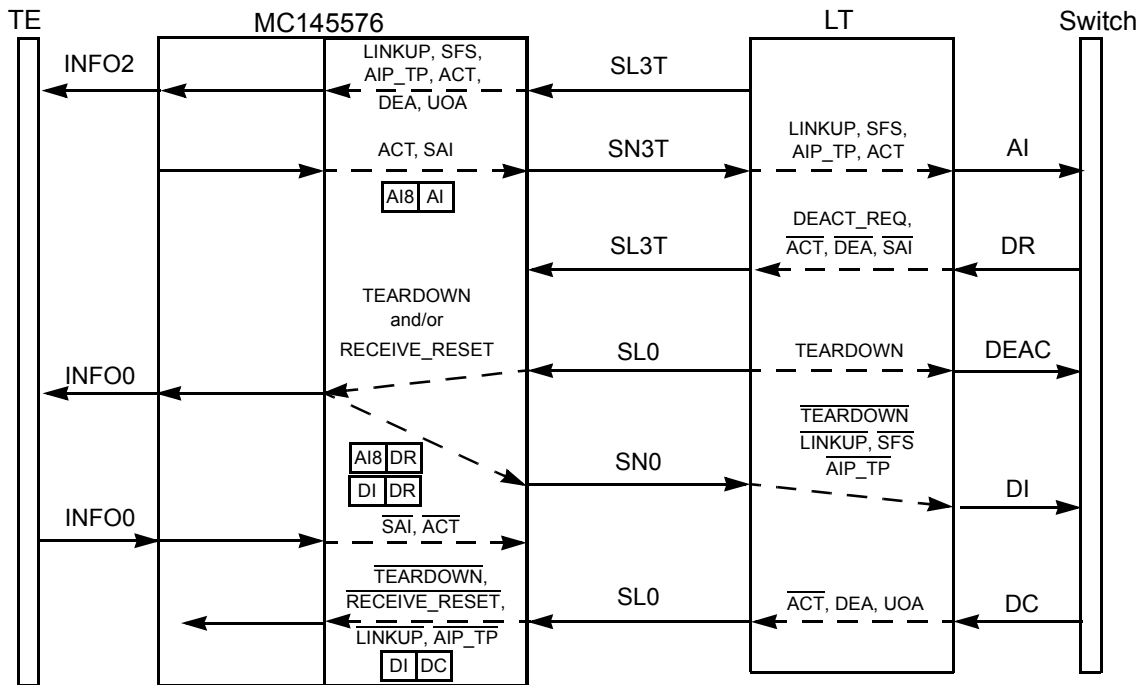 TE
MC145576
LT
Switch
INFO2
LINKUP, SFS,
AIP_TP, ACT,
DEA, UOA
SL3T
ACT, SAI
AI8 AI
SN3T
LINKUP, SFS,
AIP_TP, ACT
AI
SL3T
DEACT_REQ,
ACT, DEA, SAI
DR
TEARDOWN
and/or
RECEIVE_RESET
SL0
TEARDOWN
DEAC
INFO0
AI8 DR
DI DR
SN0
TEARDOWN
LINKUP, SFS
AIP_TP
DI
INFO0
SAI, ACT
TEARDOWN,
RECEIVE_RESET,
LINKUP, AIP_TP
DI DC
SL0
ACT, DEA, UOA
DC